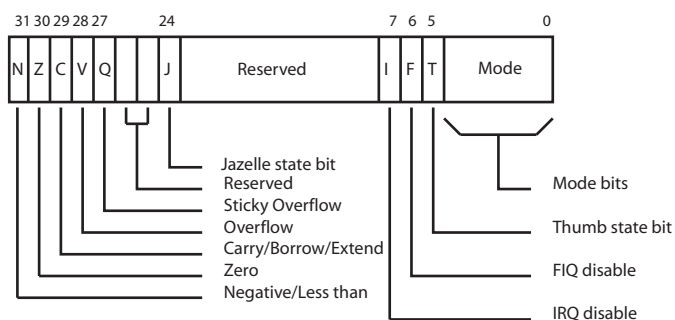 31 30 29 28 27 24 7 6 5 0
N Z C V Q J Reserved I F T Mode
Jazelle state bit
Reserved
Sticky Overflow
Overflow
Carry/Borrow/Extend
Zero
Negative/Less than
Mode bits
Thumb state bit
FIQ disable
IRQ disable